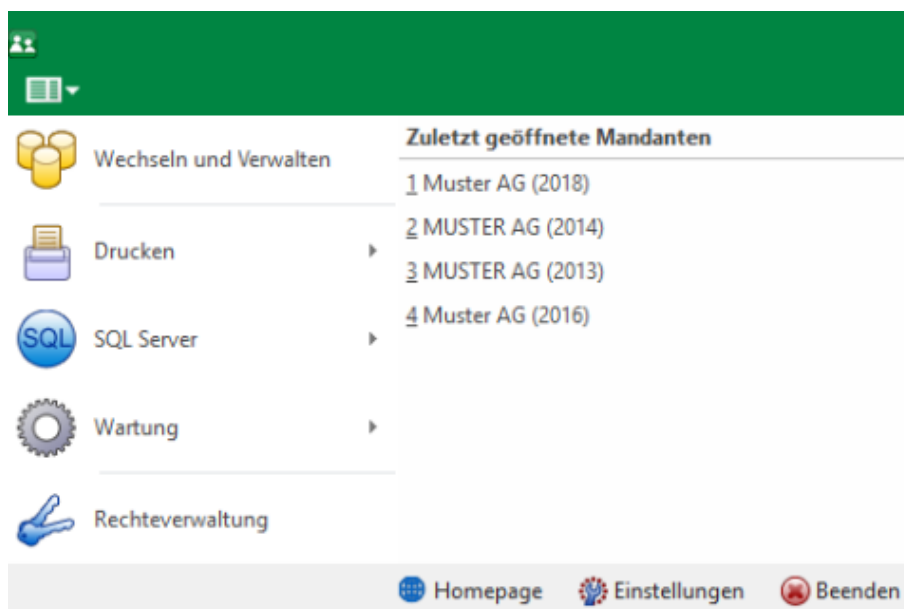 Wechseln und Verwalten
Drucken
SQL
SQL Server
Wartung
Rechteverwaltung
Zuletzt geöffnete Mandanten
1 Muster AG (2018)
2 MUSTER AG (2014)
3 MUSTER AG (2013)
4 Muster AG (2016)
Homepage Einstellungen Beenden